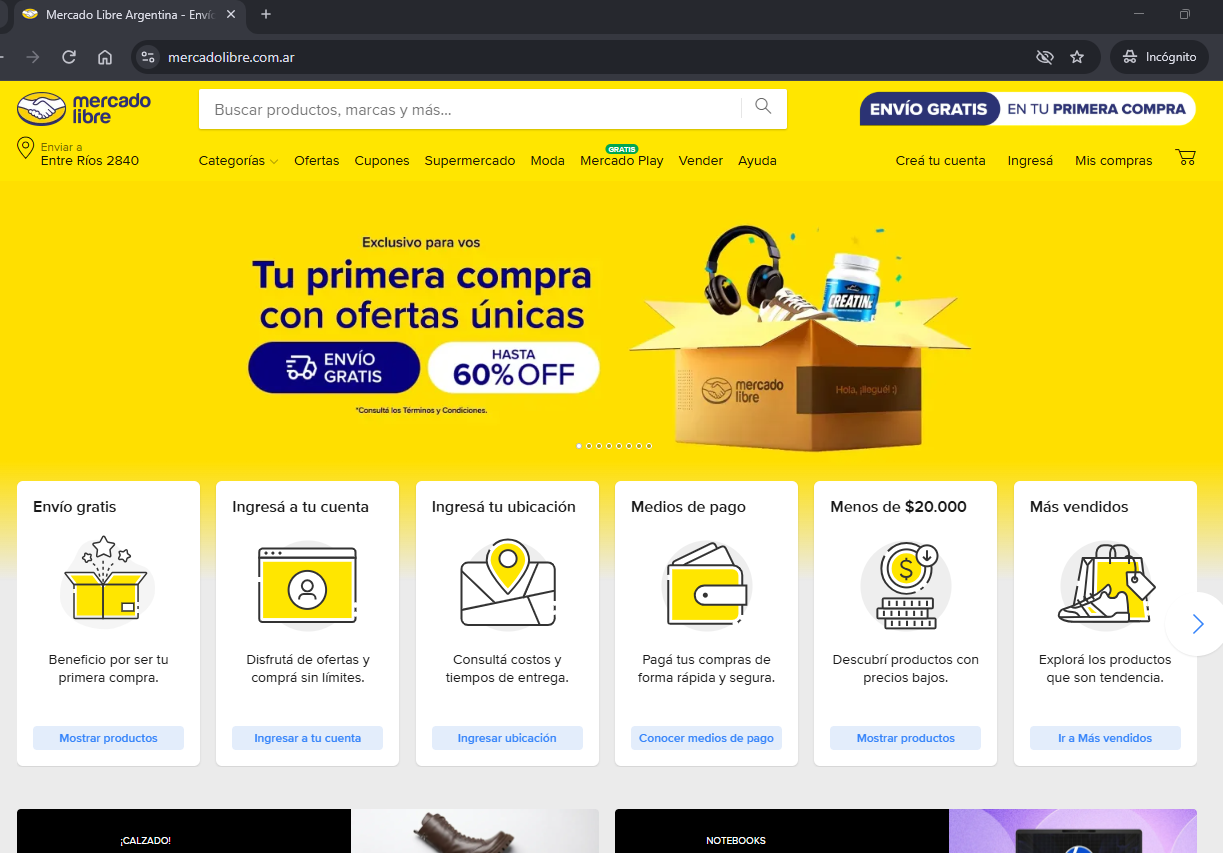 Mercado Libre Argentina - Enví
mercadolibre.com.ar
Incógnito
mercado
libre
Buscar productos, marcas y más...
ENVÍO GRATIS EN TU PRIMERA COMPRA
Enviar a
Entre Ríos 2840
Categorías
Ofertas
Cupones
Supermercado
Moda
GRATIS
Mercado Play
Vender
Ayuda
Creá tu cuenta
Ingresá
Mis compras
Exclusivo para vos
Tu primera compra
con ofertas únicas
ENVÍO
GRATIS
HASTA
60% OFF
*Consultá los Términos y Condiciones.
CREATINE
mercado
libre
Hola, ¡llegué! :)
Envío gratis
Beneficio por ser tu
primera compra.
Mostrar productos
Ingresá a tu cuenta
Disfrutá de ofertas y
comprá sin límites.
Ingresar a tu cuenta
Ingresá tu ubicación
Consultá costos y
tiempos de entrega.
Ingresar ubicación
Medios de pago
Pagá tus compras de
forma rápida y segura.
Conocer medios de pago
Menos de $20.000
$
Descubrí productos con
precios bajos.
Mostrar productos
Más vendidos
Explorá los productos
que son tendencia.
Ir a Más vendidos
¡CALZADO!
NOTEBOOKS